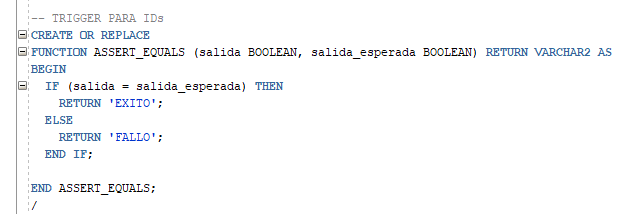 -- TRIGGER PARA IDs
CREATE OR REPLACE
FUNCTION ASSERT_EQUALS (salida BOOLEAN, salida_esperada BOOLEAN) RETURN VARCHAR2 AS
BEGIN
  IF (salida = salida_esperada) THEN
    RETURN 'EXITO';
  ELSE
    RETURN 'FALLO';
  END IF;
END ASSERT_EQUALS;
/